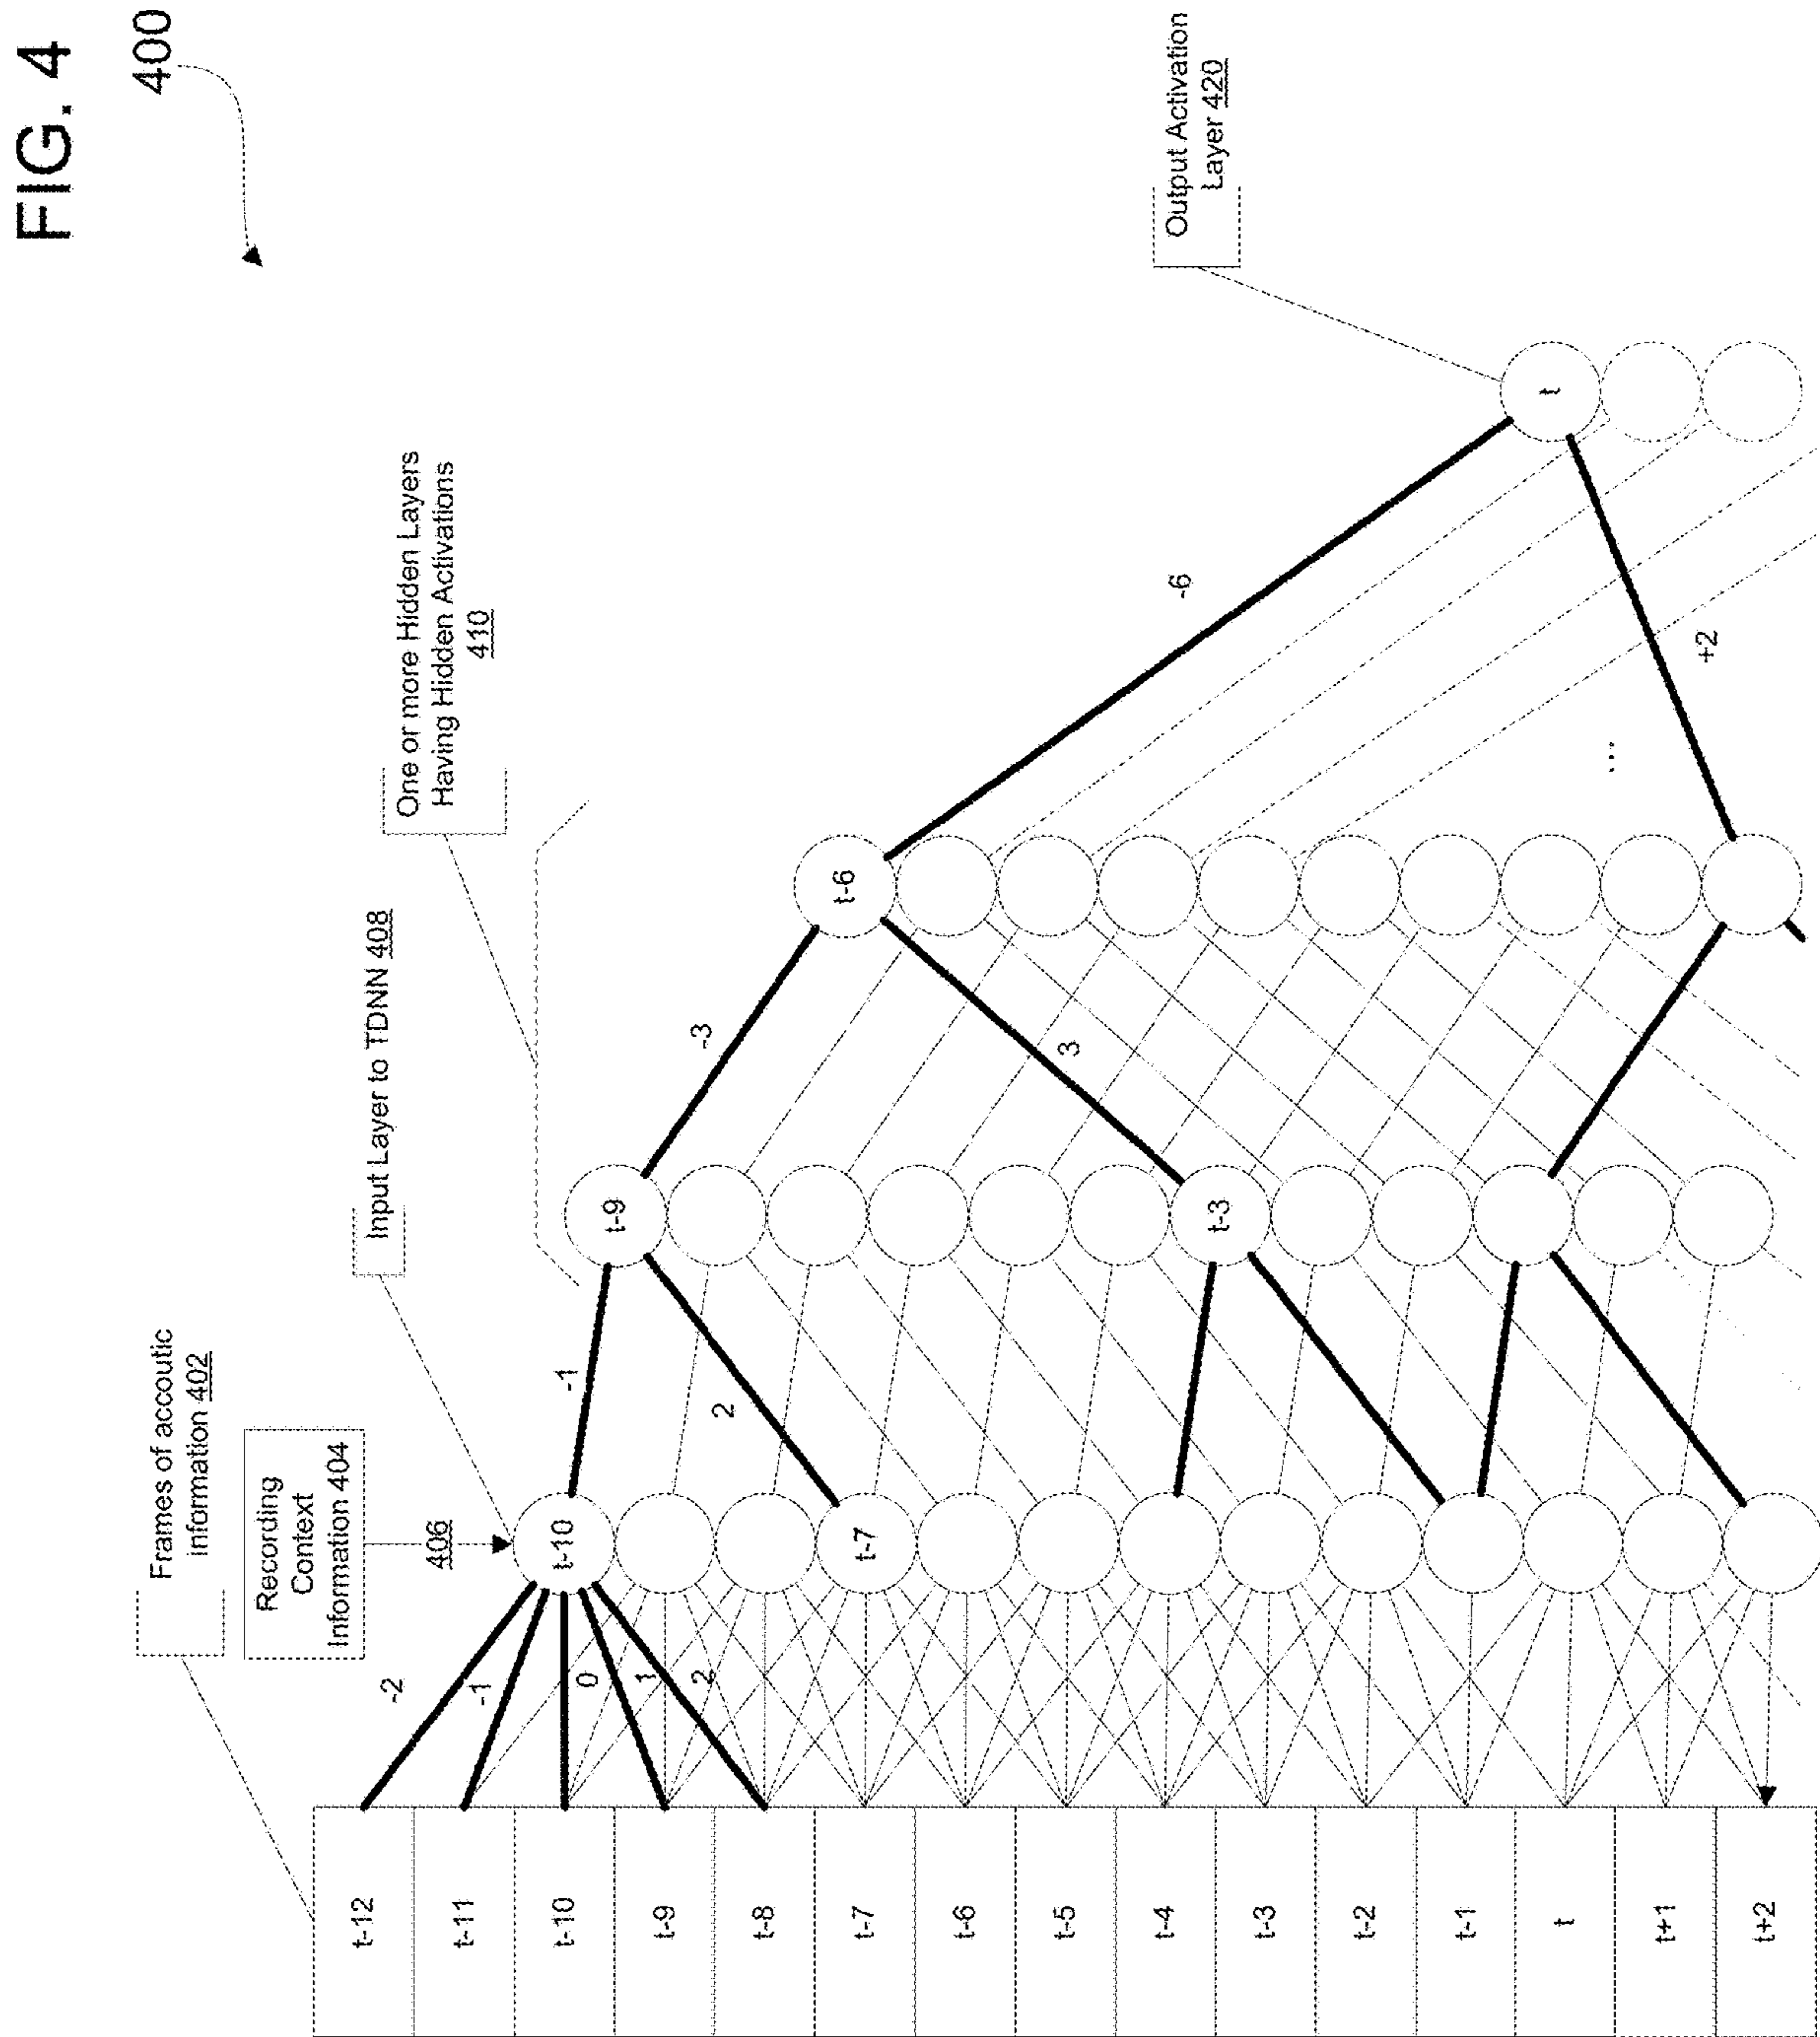 FIG. 4
400
Frames of accoutic
information 402
Recording
Context
Information 404
406
Input Layer to TDNN 408
One or more Hidden Layers
Having Hidden Activations
410
Output Activation
Layer 420
t-12
t-11
t-10
t-9
t-8
t-7
t-6
t-5
t-4
t-3
t-2
t-1
t
t+1
t+2
-2
-1
0
1
2
t-10
t-7
-1
2
t-9
t-3
-3
3
t-6
-6
+2
...
t